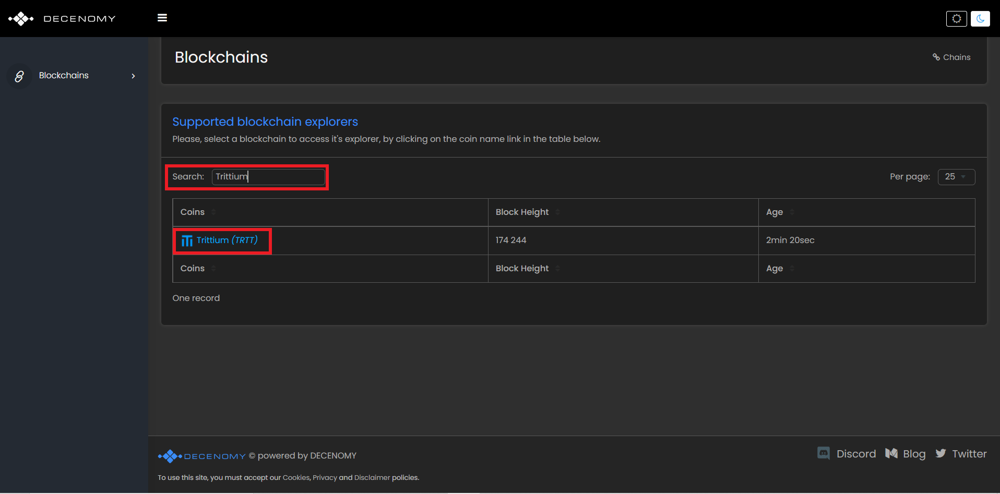 DECENOMY
Blockchains
Blockchains
Chains
Supported blockchain explorers
Please, select a blockchain to access it's explorer, by clicking on the coin name link in the table below.
Search: Trittium
Per page: 25
Coins Block Height Age
Trittium (TRTT) 174 244 2min 20sec
Coins Block Height Age
One record
DECENOMY © powered by DECENOMY
Discord Blog Twitter
To use this site, you must accept our Cookies, Privacy and Disclaimer policies.